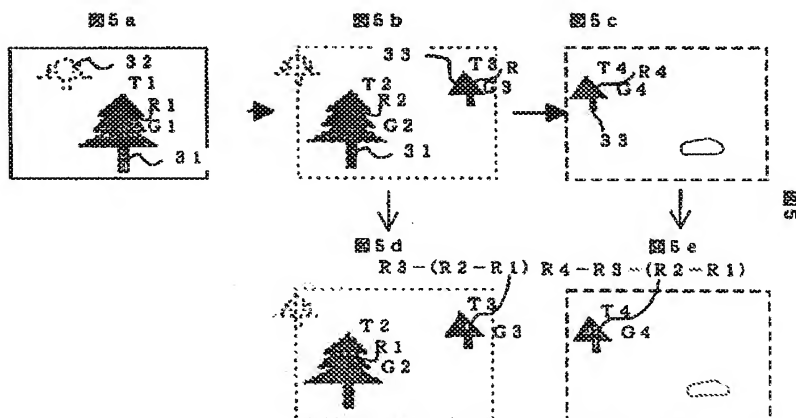 図5a
32
T1
R1
G1
31
図5b
33
T3
R
G3
T2
R2
G2
31
図5c
T4
R4
G4
33
図5
図5d
R3-(R2-R1)
T3
G3
T2
R1
G2
図5e
R4-R3-(R2-R1)
T4
G4